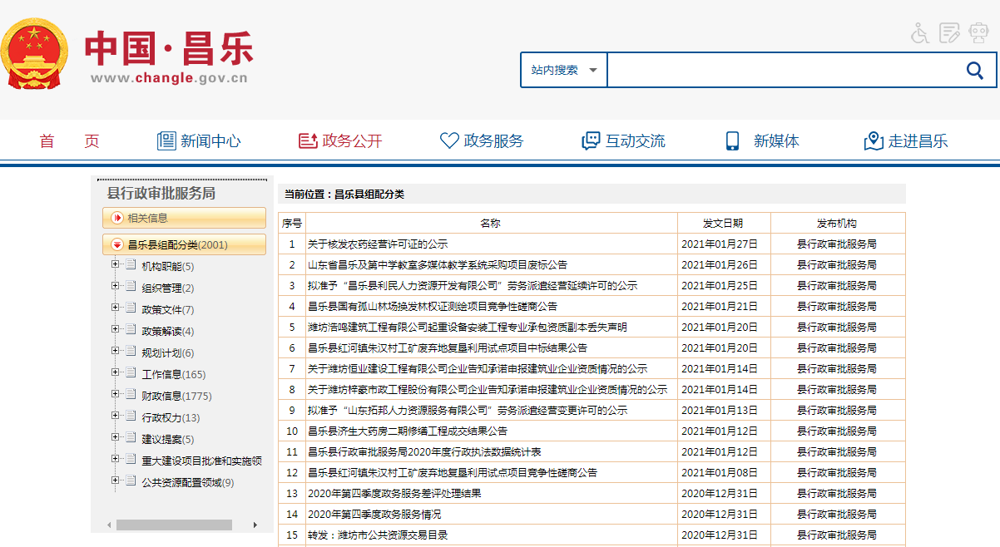 中国·昌乐
www.changle.gov.cn
站内搜索
首 页 新闻中心 政务公开 政务服务 互动交流 新媒体 走进昌乐
县行政审批服务局
相关信息
昌乐县组配分类(2001)
机构职能(5)
组织管理(2)
政策文件(7)
政策解读(4)
规划计划(6)
工作信息(165)
财政信息(1775)
行政权力(13)
建议提案(5)
重大建设项目批准和实施领
公共资源配置领域(9)
当前位置：昌乐县组配分类
序号 名称 发文日期 发布机构
1 关于核发农药经营许可证的公示 2021年01月27日 县行政审批服务局
2 山东省昌乐及第中学教室多媒体教学系统采购项目废标公告 2021年01月26日 县行政审批服务局
3 拟准予“昌乐县利民人力资源开发有限公司”劳务派遣经营延续许可的公示 2021年01月25日 县行政审批服务局
4 昌乐县国有孤山林场换发林权证测绘项目竞争性磋商公告 2021年01月21日 县行政审批服务局
5 潍坊浩鸣建筑工程有限公司起重设备安装工程专业承包资质副本丢失声明 2021年01月20日 县行政审批服务局
6 昌乐县红河镇朱汉村工矿废弃地复垦利用试点项目中标结果公告 2021年01月20日 县行政审批服务局
7 关于潍坊恒业建设工程有限公司企业告知承诺申报建筑业企业资质情况的公示 2021年01月14日 县行政审批服务局
8 关于潍坊梓豪市政工程股份有限公司企业告知承诺申报建筑业企业资质情况的公示 2021年01月14日 县行政审批服务局
9 拟准予“山东拓邦人力资源服务有限公司”劳务派遣经营变更许可的公示 2021年01月13日 县行政审批服务局
10 昌乐县济生大药房二期修缮工程成交结果公告 2021年01月12日 县行政审批服务局
11 昌乐县行政审批服务局2020年度行政执法数据统计表 2021年01月12日 县行政审批服务局
12 昌乐县红河镇朱汉村工矿废弃地复垦利用试点项目竞争性磋商公告 2021年01月08日 县行政审批服务局
13 2020年第四季度政务服务差评处理结果 2020年12月31日 县行政审批服务局
14 2020年第四季度政务服务情况 2020年12月31日 县行政审批服务局
15 转发：潍坊市公共资源交易目录 2020年12月31日 县行政审批服务局